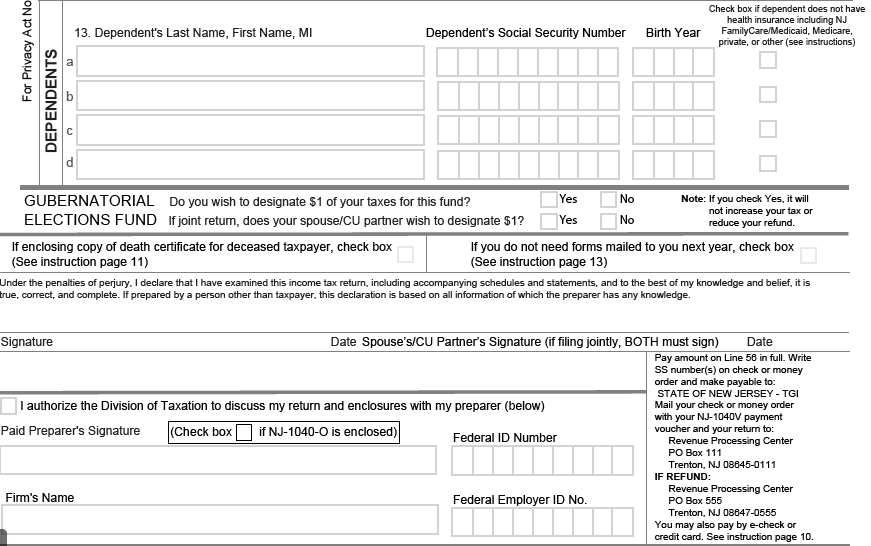 For Privacy Act No
DEPENDENTS
13. Dependent's Last Name, First Name, MI
Dependent's Social Security Number
Birth Year
Check box if dependent does not have
health insurance including NJ
FamilyCare/Medicaid, Medicare,
private, or other (see instructions)
a
b
c
d
GUBERNATORIAL
ELECTIONS FUND
Do you wish to designate $1 of your taxes for this fund?
Yes
No
If joint return, does your spouse/CU partner wish to designate $1?
Yes
No
Note: If you check Yes, it will
not increase your tax or
reduce your refund.
If enclosing copy of death certificate for deceased taxpayer, check box
(See instruction page 11)
If you do not need forms mailed to you next year, check box
(See instruction page 13)
Under the penalties of perjury, I declare that I have examined this income tax return, including accompanying schedules and statements, and to the best of my knowledge and belief, it is
true, correct, and complete. If prepared by a person other than taxpayer, this declaration is based on all information of which the preparer has any knowledge.
Signature
Date
Spouse's/CU Partner's Signature (if filing jointly, BOTH must sign)
Date
I authorize the Division of Taxation to discuss my return and enclosures with my preparer (below)
Paid Preparer's Signature
(Check box if NJ-1040-O is enclosed)
Federal ID Number
Firm's Name
Federal Employer ID No.
Pay amount on Line 56 in full. Write
SS number(s) on check or money
order and make payable to:
STATE OF NEW JERSEY - TGI
Mail your check or money order
with your NJ-1040V payment
voucher and your return to:
Revenue Processing Center
PO Box 111
Trenton, NJ 08645-0111
IF REFUND:
Revenue Processing Center
PO Box 555
Trenton, NJ 08647-0555
You may also pay by e-check or
credit card. See instruction page 10.